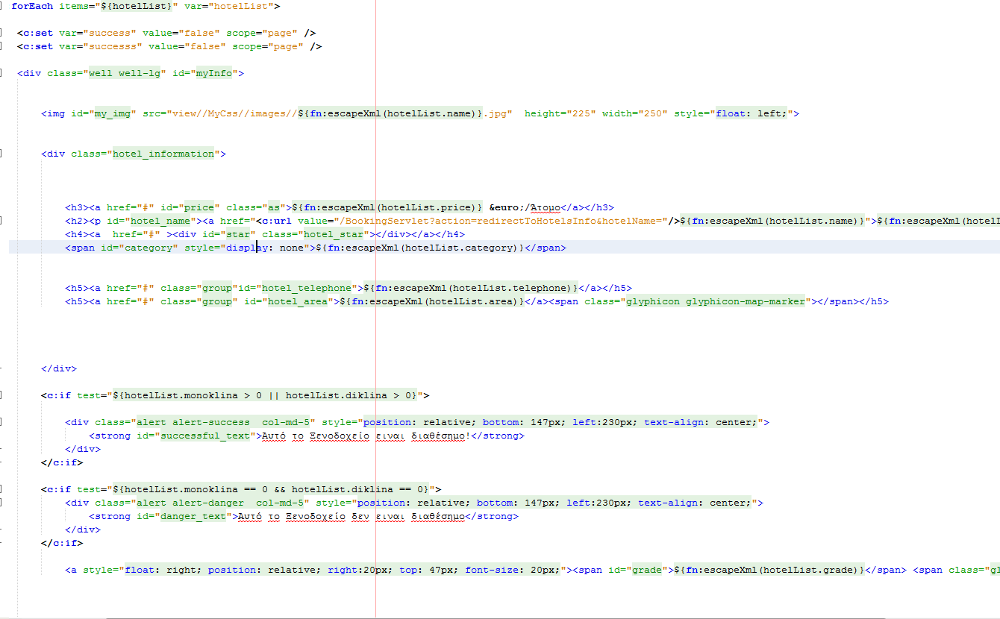 forEach items="${hotelList}" var="hotelList">
<c:set var="success" value="false" scope="page" />
<c:set var="successs" value="false" scope="page" />
<div class="well well-lg" id="myInfo">
<img id="my_img" src="view//MyCss//images//${fn:escapeXml(hotelList.name)}.jpg"  height="225" width="250" style="float: left;">
<div class="hotel_information">
<h3><a href="#" id="price" class="as">${fn:escapeXml(hotelList.price)} &euro;/Άτομο</a></h3>
<h2><p id="hotel_name"><a href="<c:url value="/BookingServlet?action=redirectToHotelsInfo&hotelName="/>${fn:escapeXml(hotelList.name)}">${fn:escapeXml(hotelL
<h4><a  href="#" ><div id="star" class="hotel_star"></div></a></h4>
<span id="category" style="display: none">${fn:escapeXml(hotelList.category)}</span>
<h5><a href="#" class="group"id="hotel_telephone">${fn:escapeXml(hotelList.telephone)}</a></h5>
<h5><a href="#" class="group" id="hotel_area">${fn:escapeXml(hotelList.area)}</a><span class="glyphicon glyphicon-map-marker"></span></h5>
</div>
<c:if test="${hotelList.monoklina > 0 || hotelList.diklina > 0}">
<div class="alert alert-success  col-md-5" style="position: relative; bottom: 147px; left:230px; text-align: center;">
<strong id="successful_text">Αυτό το Ξενοδοχείο ειναι διαθέσημο!</strong>
</div>
</c:if>
<c:if test="${hotelList.monoklina == 0 && hotelList.diklina == 0}">
<div class="alert alert-danger  col-md-5" style="position: relative; bottom: 147px; left:230px; text-align: center;">
<strong id="danger_text">Αυτό το Ξενοδοχείο δεν ειναι διαθέσημο</strong>
</div>
</c:if>
<a style="float: right; position: relative; right:20px; top: 47px; font-size: 20px;"><span id="grade">${fn:escapeXml(hotelList.grade)}</span> <span class="gl